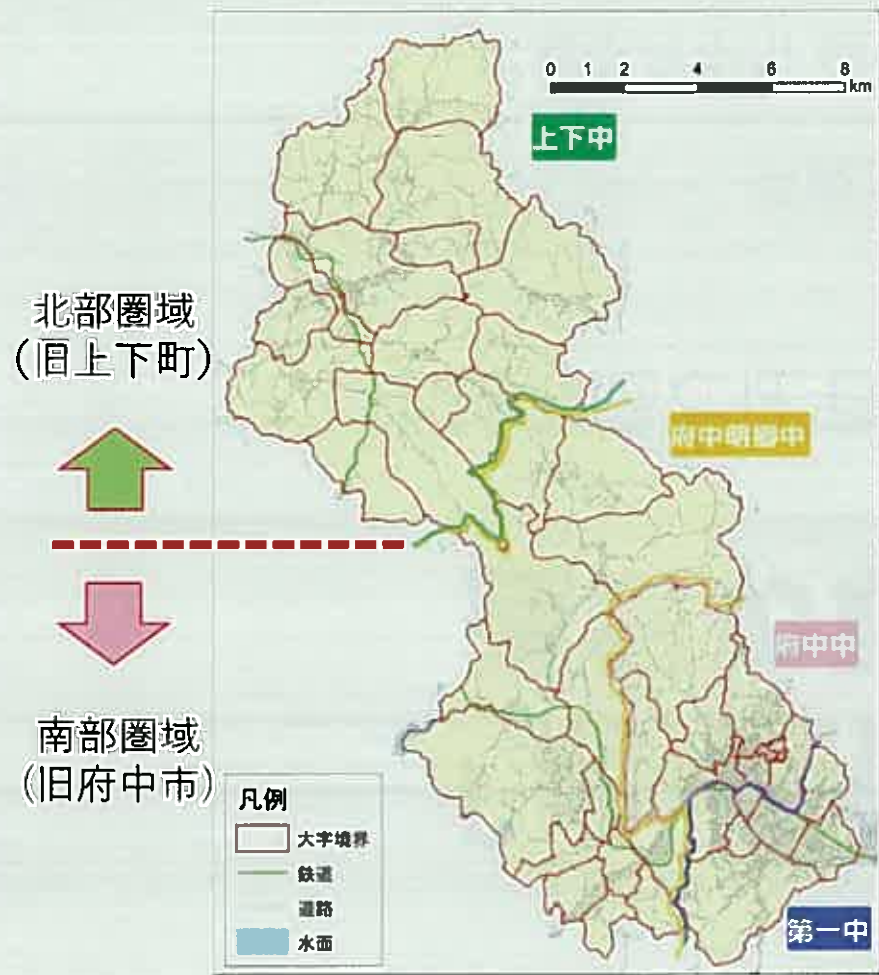 0 1 2 4 6 8
km
上下中
北部圏域
(旧上下町)
府中明郷中
府中中
南部圏域
(旧府中市)
凡例
大字境界
鉄道
道路
水面
第一中